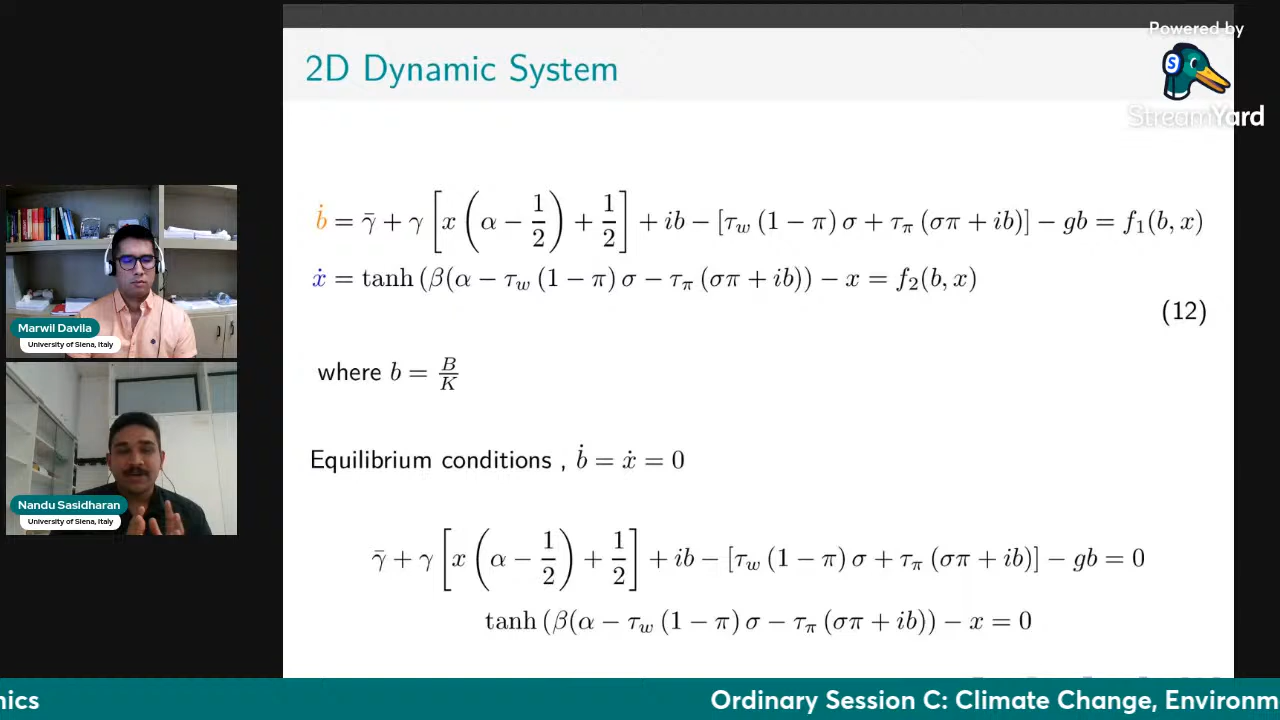 Powered by
StreamYard
2D Dynamic System
ḃ = γ̄ + γ [x (α − 1/2) + 1/2] + ib − [τ_w (1 − π) σ + τ_π (σπ + ib)] − gb = f₁(b, x)
ẋ = tanh (β(α − τ_w (1 − π) σ − τ_π (σπ + ib)) − x = f₂(b, x)
(12)
where b = B/K
Equilibrium conditions , ḃ = ẋ = 0
γ̄ + γ [x (α − 1/2) + 1/2] + ib − [τ_w (1 − π) σ + τ_π (σπ + ib)] − gb = 0
tanh (β(α − τ_w (1 − π) σ − τ_π (σπ + ib)) − x = 0
Marwil Davila
University of Siena, Italy
Nandu Sasidharan
University of Siena, Italy
nics
Ordinary Session C: Climate Change, Environm